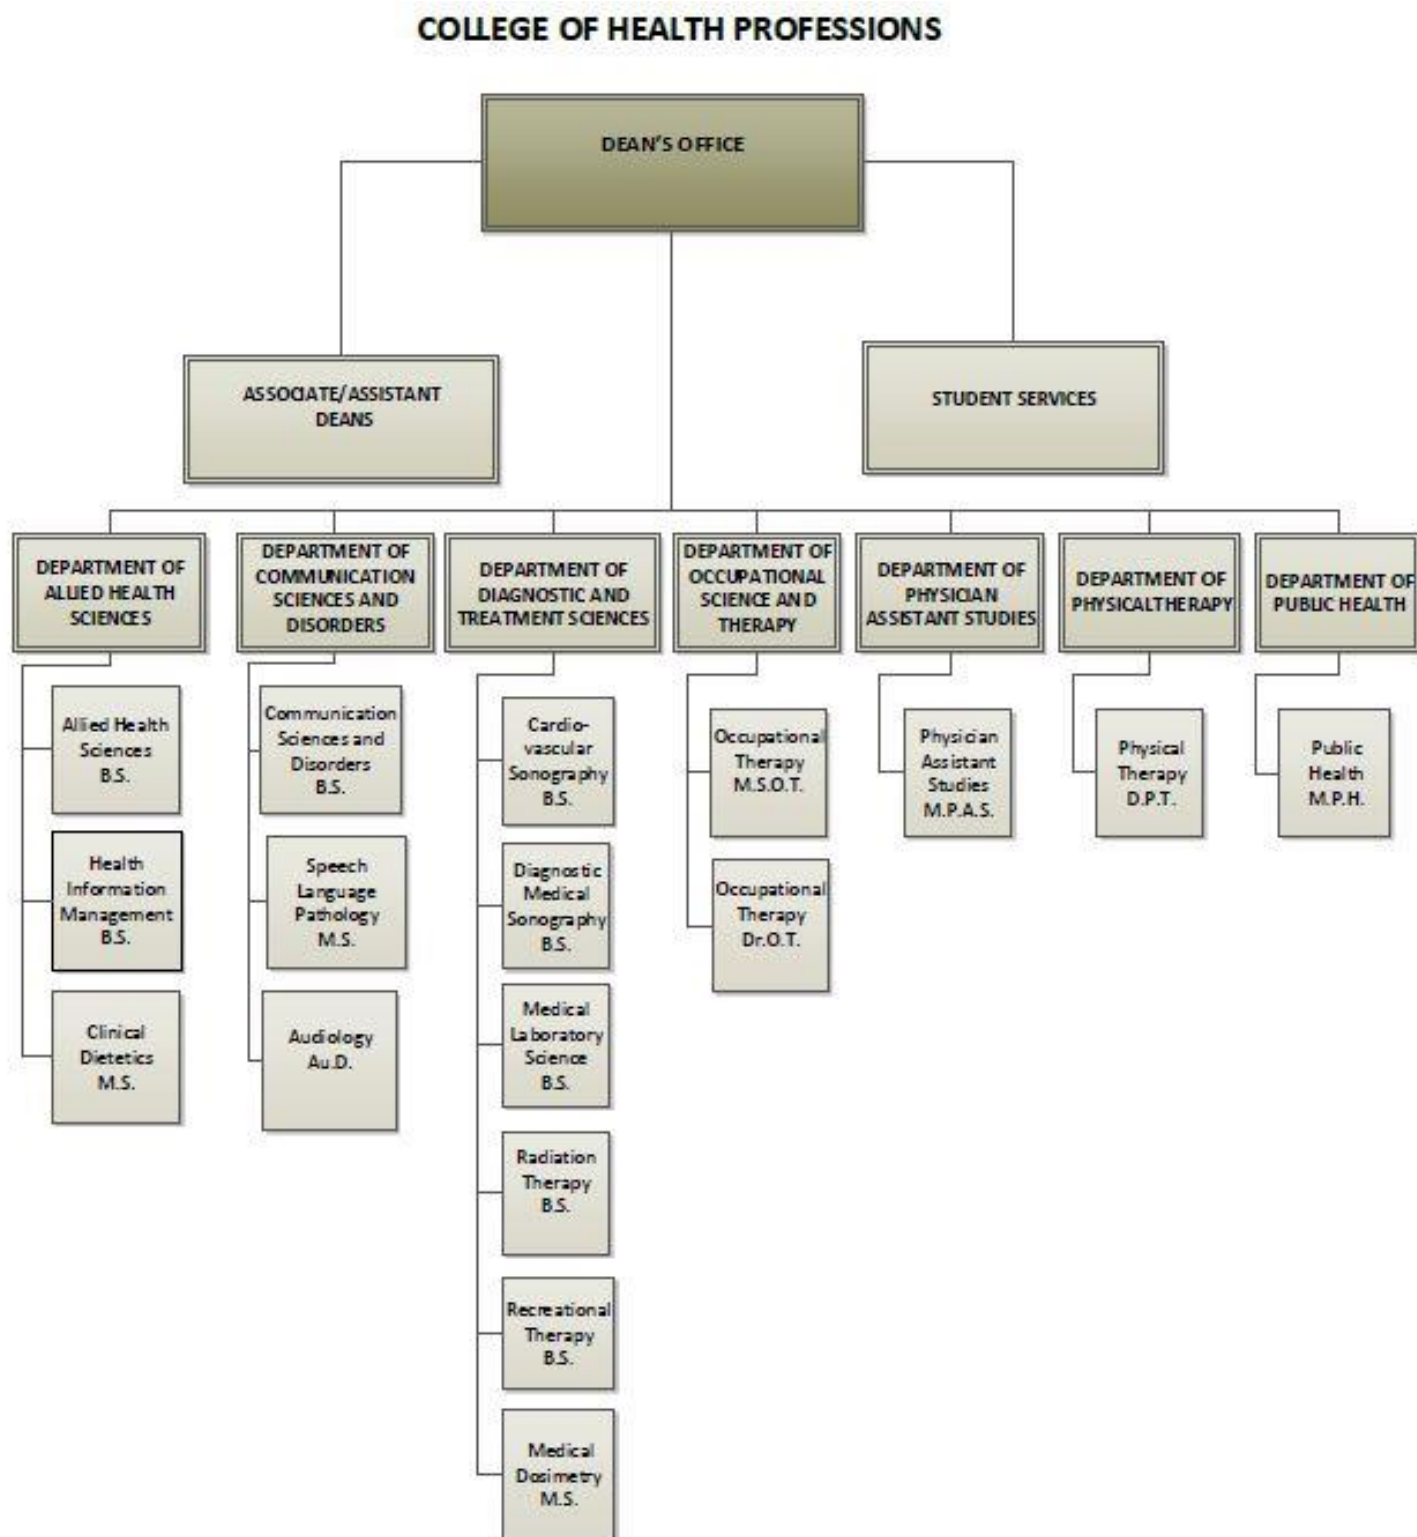 COLLEGE OF HEALTH PROFESSIONS
DEAN'S OFFICE
ASSOCIATE/ASSISTANT
DEANS
STUDENT SERVICES
DEPARTMENT OF
ALLIED HEALTH
SCIENCES
DEPARTMENT OF
COMMUNICATION
SCIENCES AND
DISORDERS
DEPARTMENT OF
DIAGNOSTIC AND
TREATMENT SCIENCES
DEPARTMENT OF
OCCUPATIONAL
SCIENCE AND
THERAPY
DEPARTMENT OF
PHYSICIAN
ASSISTANT STUDIES
DEPARTMENT OF
PHYSICALTHERAPY
DEPARTMENT OF
PUBLIC HEALTH
Allied Health
Sciences
B.S.
Health
Information
Management
B.S.
Clinical
Dietetics
M.S.
Communication
Sciences and
Disorders
B.S.
Speech
Language
Pathology
M.S.
Audiology
Au.D.
Cardio-
vascular
Sonography
B.S.
Diagnostic
Medical
Sonography
B.S.
Medical
Laboratory
Science
B.S.
Radiation
Therapy
B.S.
Recreational
Therapy
B.S.
Medical
Dosimetry
M.S.
Occupational
Therapy
M.S.O.T.
Occupational
Therapy
Dr.O.T.
Physician
Assistant
Studies
M.P.A.S.
Physical
Therapy
D.P.T.
Public
Health
M.P.H.